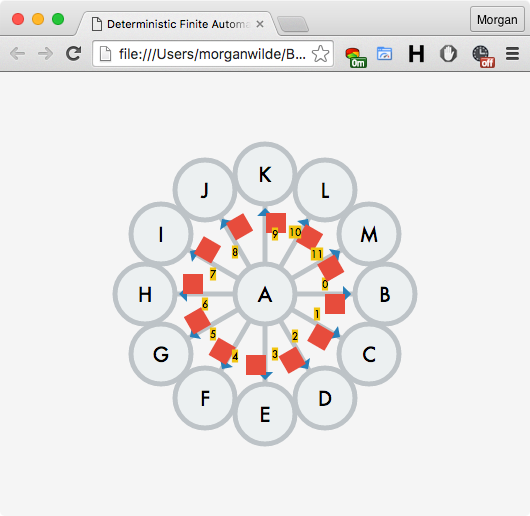 Deterministic Finite Autom
Morgan
file:///Users/morganwilde/B...
0m
H
off
K
J
L
I
M
9
10
8
11
7
0
H
A
B
6
1
5
2
4
3
G
C
F
D
E